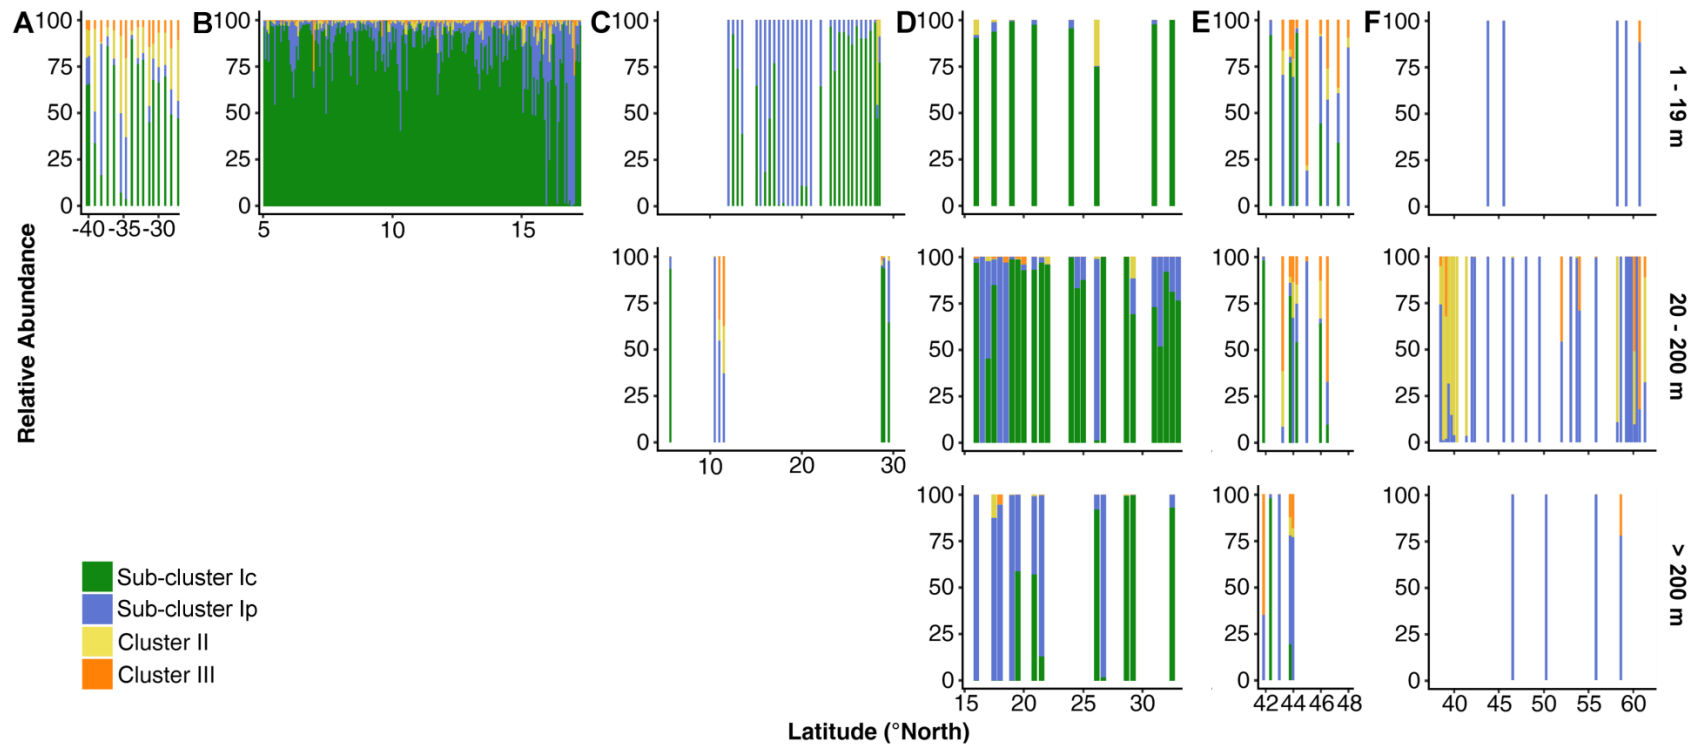 A B C D E F
100 100 100 100 100 100
75 75 75 75 75 75
50 50 50 50 50 50
25 25 25 25 25 25
0 0 0 0 0 0
-40 -35 -30 5 10 15
1 - 19 m
100 100 100 100
75 75 75 75
50 50 50 50
25 25 25 25
0 0 0 0
10 20 30
20 - 200 m
Relative Abundance
100 100 100
75 75 75
50 50 50
25 25 25
0 0 0
15 20 25 30 42 44 46 48 40 45 50 55 60
> 200 m
Sub-cluster Ic
Sub-cluster Ip
Cluster II
Cluster III
Latitude (°North)